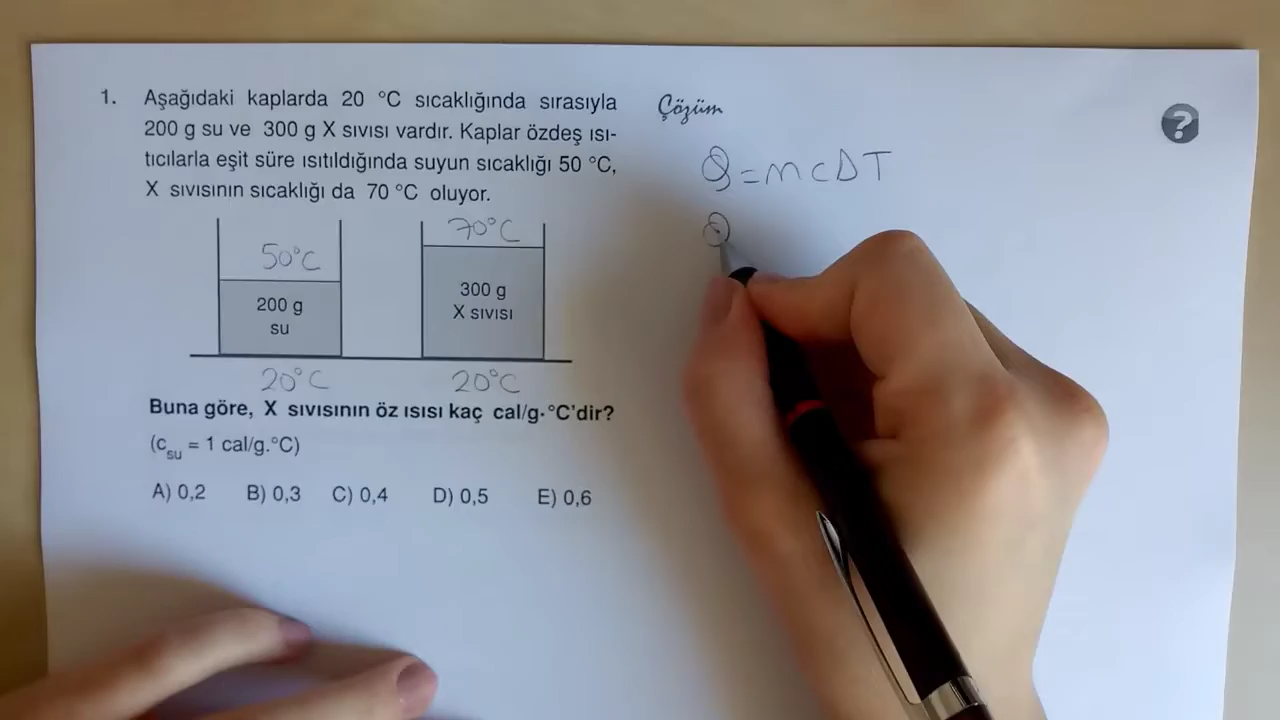 1. Aşağıdaki kaplarda 20 °C sıcaklığında sırasıyla
200 g su ve 300 g X sıvısı vardır. Kaplar özdeş ısı-
tıcılarla eşit süre ısıtıldığında suyun sıcaklığı 50 °C,
X sıvısının sıcaklığı da 70 °C oluyor.
50°C
200 g
su
20°C
70°C
300 g
X sıvısı
20°C
Buna göre, X sıvısının öz ısısı kaç cal/g.°C'dir?
(csu = 1 cal/g.°C)
A) 0,2 B) 0,3 C) 0,4 D) 0,5 E) 0,6
Çözüm
Q=mcΔT
Q
?